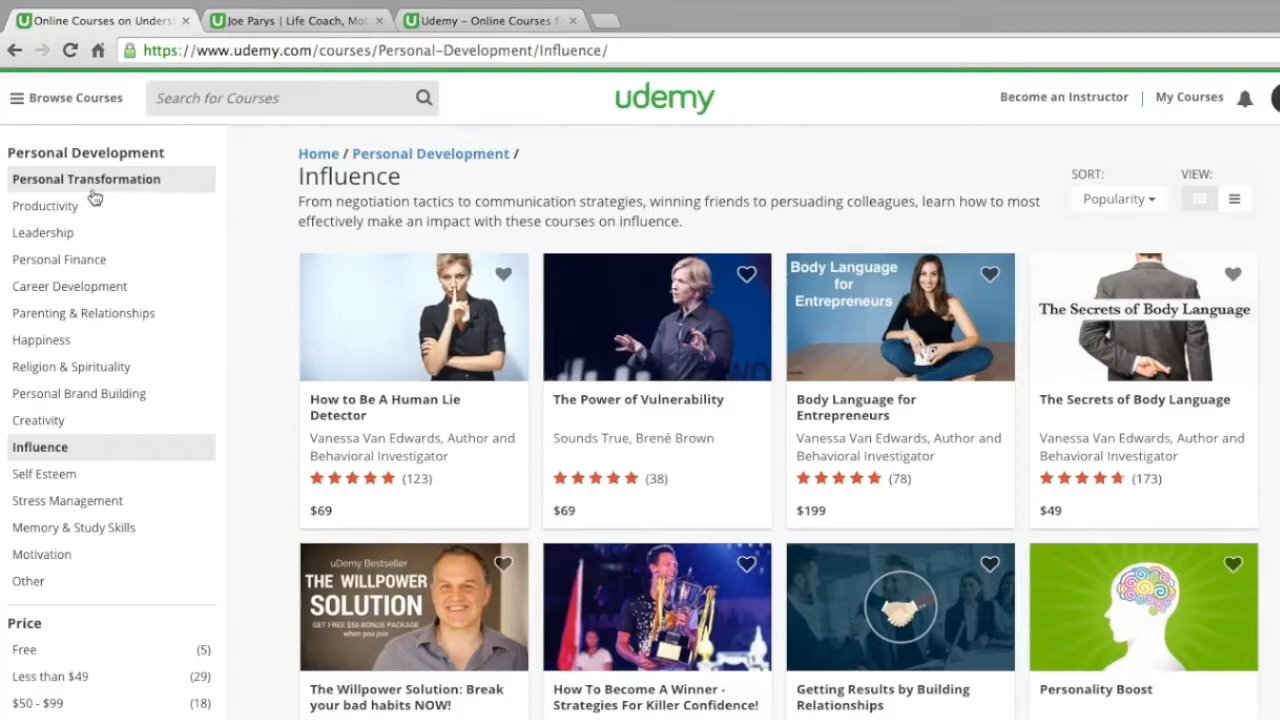 Online Courses on Unders
Joe Parys | Life Coach, Mo
Udemy – Online Courses
https://www.udemy.com/courses/Personal-Development/Influence/
Browse Courses
Search for Courses
udemy
Become an Instructor
My Courses
Personal Development
Personal Transformation
Productivity
Leadership
Personal Finance
Career Development
Parenting & Relationships
Happiness
Religion & Spirituality
Personal Brand Building
Creativity
Influence
Self Esteem
Stress Management
Memory & Study Skills
Motivation
Other
Price
Free (5)
Less than $49 (29)
$50 - $99 (18)
Home / Personal Development /
Influence
From negotiation tactics to communication strategies, winning friends to persuading colleagues, learn how to most
effectively make an impact with these courses on influence.
SORT:
Popularity
VIEW:
How to Be A Human Lie
Detector
Vanessa Van Edwards, Author and
Behavioral Investigator
(123)
$69
The Power of Vulnerability
Sounds True, Brené Brown
(38)
$69
Body Language
for
Entrepreneurs
Body Language for
Entrepreneurs
Vanessa Van Edwards, Author and
Behavioral Investigator
(78)
$199
The Secrets of Body Language
The Secrets of Body Language
Vanessa Van Edwards, Author and
Behavioral Investigator
(173)
$49
uDemy Bestseller
THE WILLPOWER
SOLUTION
GET FREE $50 BONUS PACKAGE
when you join
The Willpower Solution: Break
your bad habits NOW!
How To Become A Winner -
Strategies For Killer Confidence!
Getting Results by Building
Relationships
Personality Boost